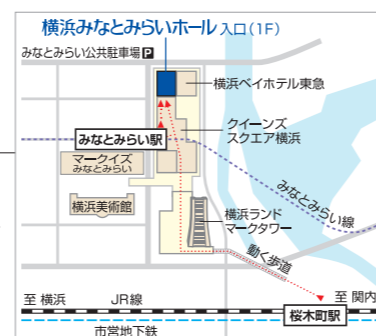 横浜みなとみらいホール 入口(1F)
みなとみらい公共駐車場 P
横浜ベイホテル東急
クイーンズ
スクエア横浜
みなとみらい駅
マークイズ
みなとみらい
みなとみらい線
横浜美術館
横浜ランド
マークタワー
動く歩道
至 横浜
JR線
至 関内
桜木町駅
市営地下鉄